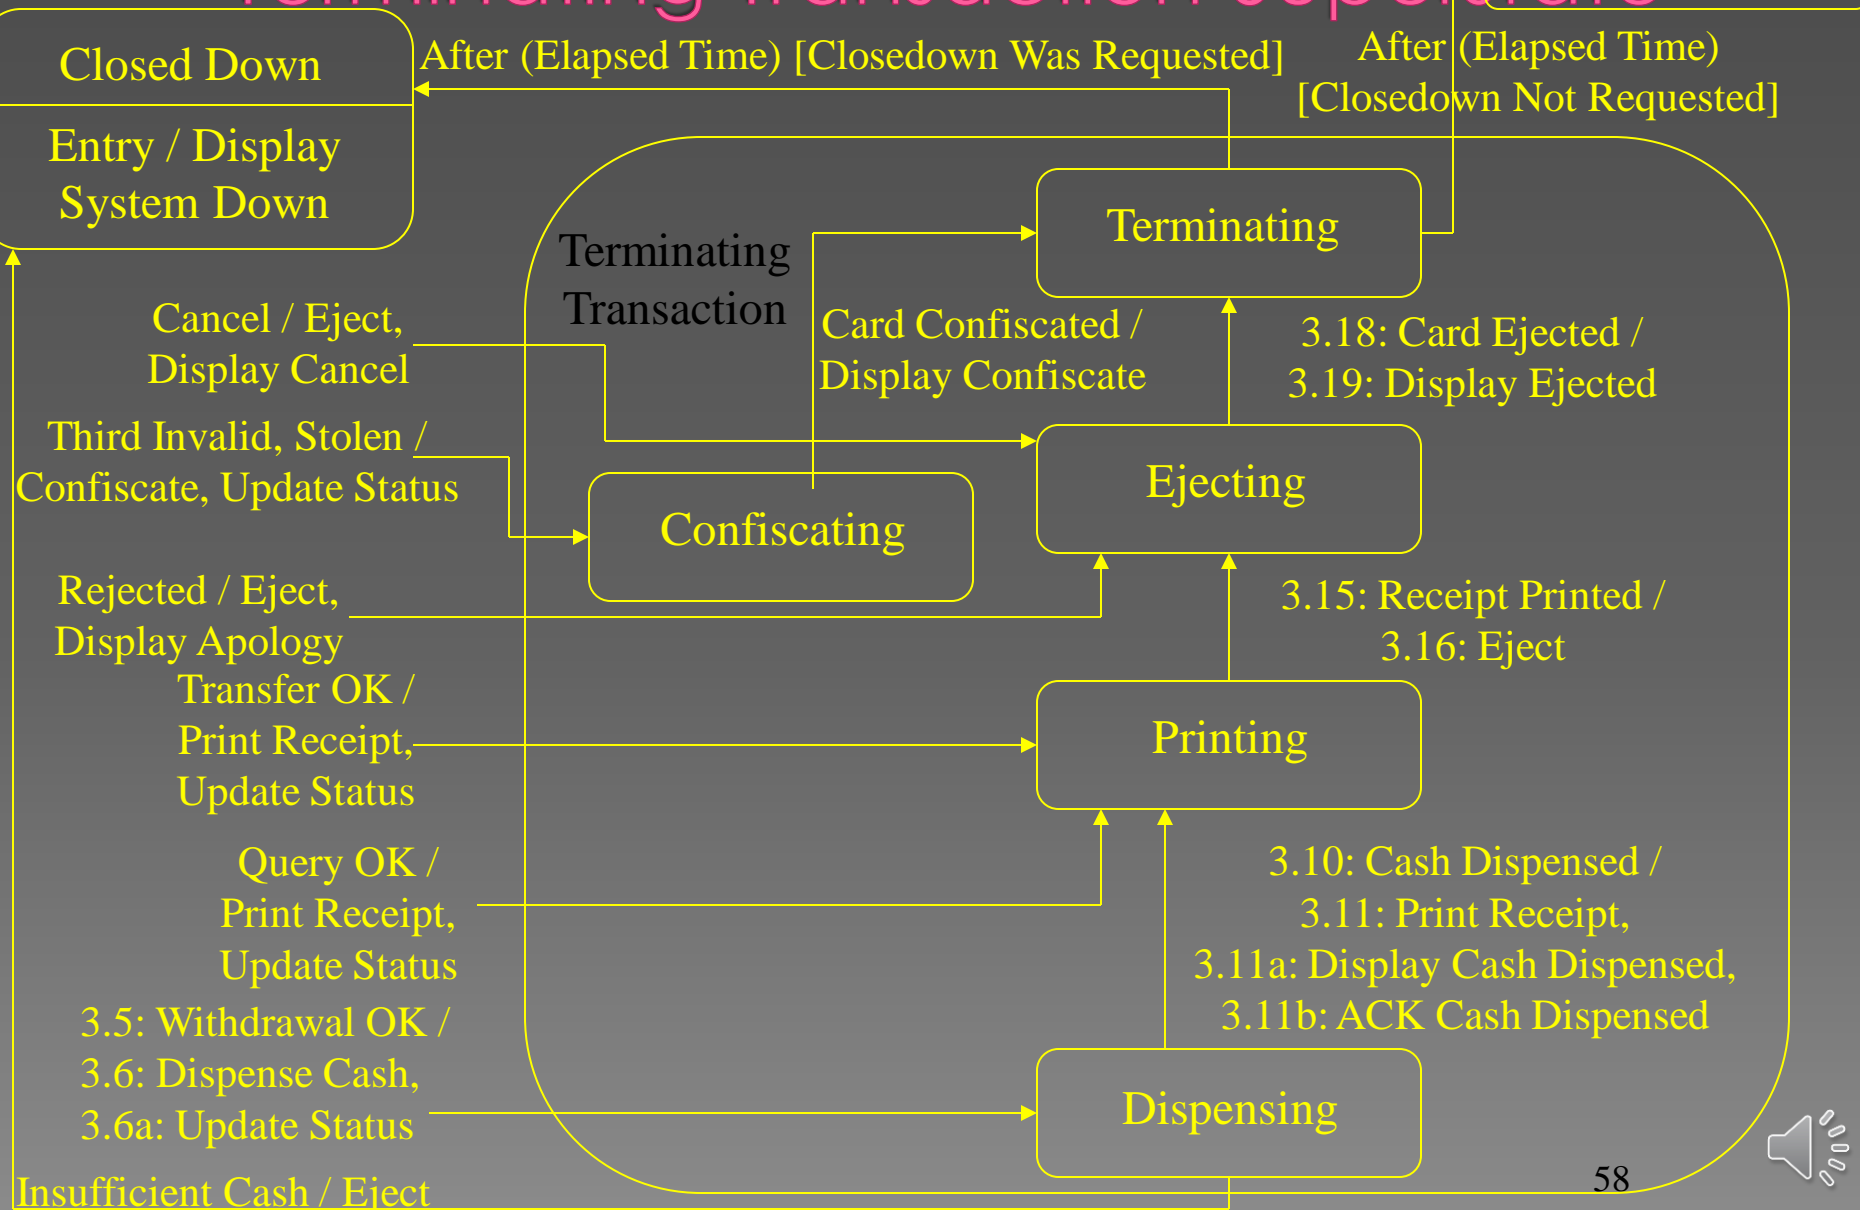 Terminating Transaction Superstate
Closed Down
Entry / Display
System Down
After (Elapsed Time) [Closedown Was Requested]
After (Elapsed Time)
[Closedown Not Requested]
Terminating
Transaction
Terminating
Cancel / Eject,
Display Cancel
Card Confiscated /
Display Confiscate
3.18: Card Ejected /
3.19: Display Ejected
Third Invalid, Stolen /
Confiscate, Update Status
Confiscating
Ejecting
Rejected / Eject,
Display Apology
3.15: Receipt Printed /
3.16: Eject
Transfer OK /
Print Receipt,
Update Status
Printing
Query OK /
Print Receipt,
Update Status
3.10: Cash Dispensed /
3.11: Print Receipt,
3.11a: Display Cash Dispensed,
3.11b: ACK Cash Dispensed
3.5: Withdrawal OK /
3.6: Dispense Cash,
3.6a: Update Status
Dispensing
Insufficient Cash / Eject
58